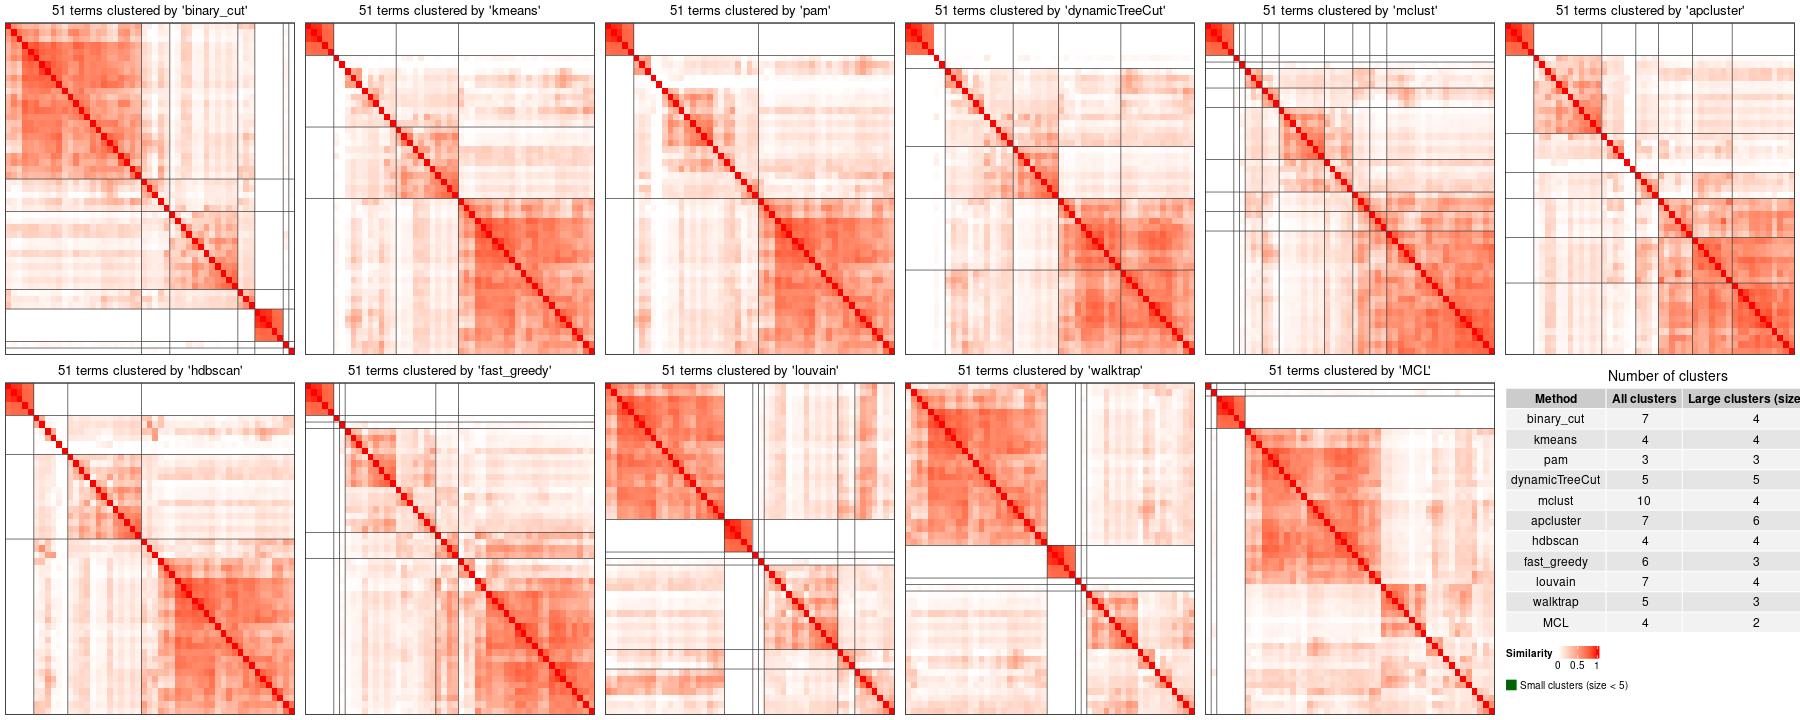 51 terms clustered by 'binary_cut'
51 terms clustered by 'kmeans'
51 terms clustered by 'pam'
51 terms clustered by 'dynamicTreeCut'
51 terms clustered by 'mclust'
51 terms clustered by 'apcluster'
51 terms clustered by 'hdbscan'
51 terms clustered by 'fast_greedy'
51 terms clustered by 'louvain'
51 terms clustered by 'walktrap'
51 terms clustered by 'MCL'
Number of clusters
Method All clusters Large clusters (size
binary_cut 7 4
kmeans 4 4
pam 3 3
dynamicTreeCut 5 5
mclust 10 4
apcluster 7 6
hdbscan 4 4
fast_greedy 6 3
louvain 7 4
walktrap 5 3
MCL 4 2
Similarity
0 0.5 1
Small clusters (size < 5)